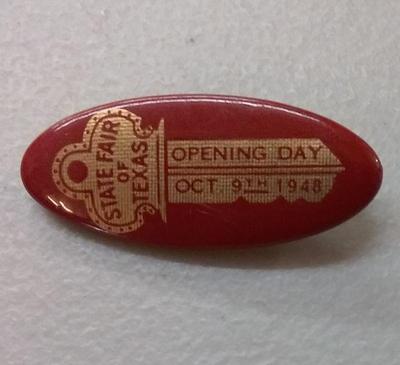 STATE FAIR
OF
TEXAS
OPENING DAY
OCT 9TH 1948